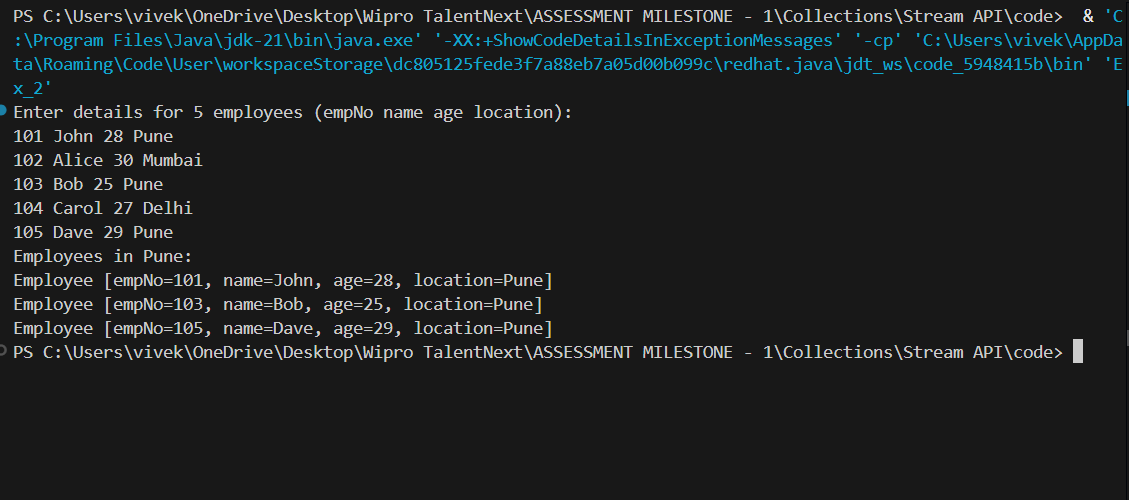 PS C:\Users\vivek\OneDrive\Desktop\Wipro TalentNext\ASSESSMENT MILESTONE - 1\Collections\Stream API\code>  & 'C
:\Program Files\Java\jdk-21\bin\java.exe' '-XX:+ShowCodeDetailsInExceptionMessages' '-cp' 'C:\Users\vivek\AppDa
ta\Roaming\Code\User\workspaceStorage\dc805125fede3f7a88eb7a05d00b099c\redhat.java\jdt_ws\code_5948415b\bin' 'E
x_2'
Enter details for 5 employees (empNo name age location):
101 John 28 Pune
102 Alice 30 Mumbai
103 Bob 25 Pune
104 Carol 27 Delhi
105 Dave 29 Pune
Employees in Pune:
Employee [empNo=101, name=John, age=28, location=Pune]
Employee [empNo=103, name=Bob, age=25, location=Pune]
Employee [empNo=105, name=Dave, age=29, location=Pune]
PS C:\Users\vivek\OneDrive\Desktop\Wipro TalentNext\ASSESSMENT MILESTONE - 1\Collections\Stream API\code>